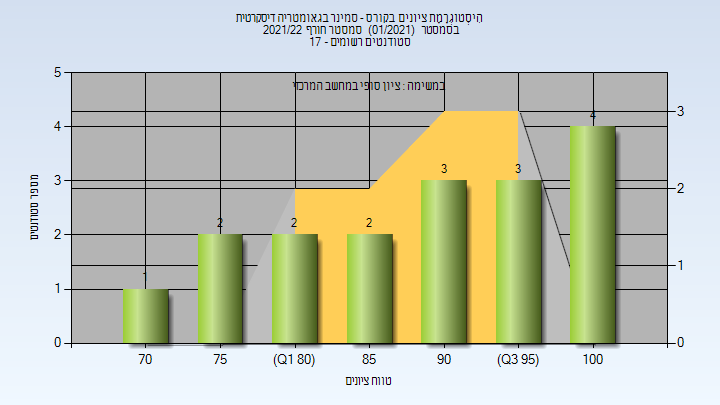 היסטוגרמת ציונים בקורס - סמינר בגאומטריה דיסקרטית
בסמסטר (01/2021) סמסטר חורף 2021/22
סטודנטים רשומים - 17
במשימה : ציון סופי במחשב המרכזי
מספר סטודנטים
5
4
3
2
1
0
3
2
1
0
1
2
2
2
3
3
4
70
75
(Q1 80)
85
90
(Q3 95)
100
טווח ציונים